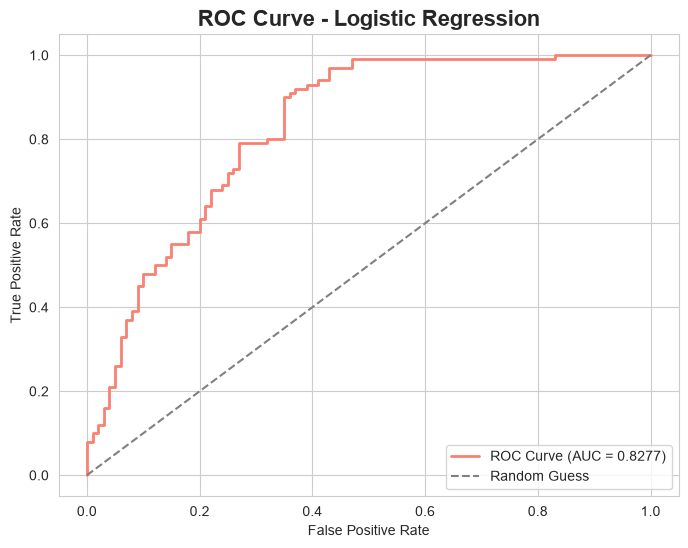 ROC Curve - Logistic Regression
1.0
0.8
0.6
0.4
0.2
0.0
True Positive Rate
ROC Curve (AUC = 0.8277)
Random Guess
0.0 0.2 0.4 0.6 0.8 1.0
False Positive Rate